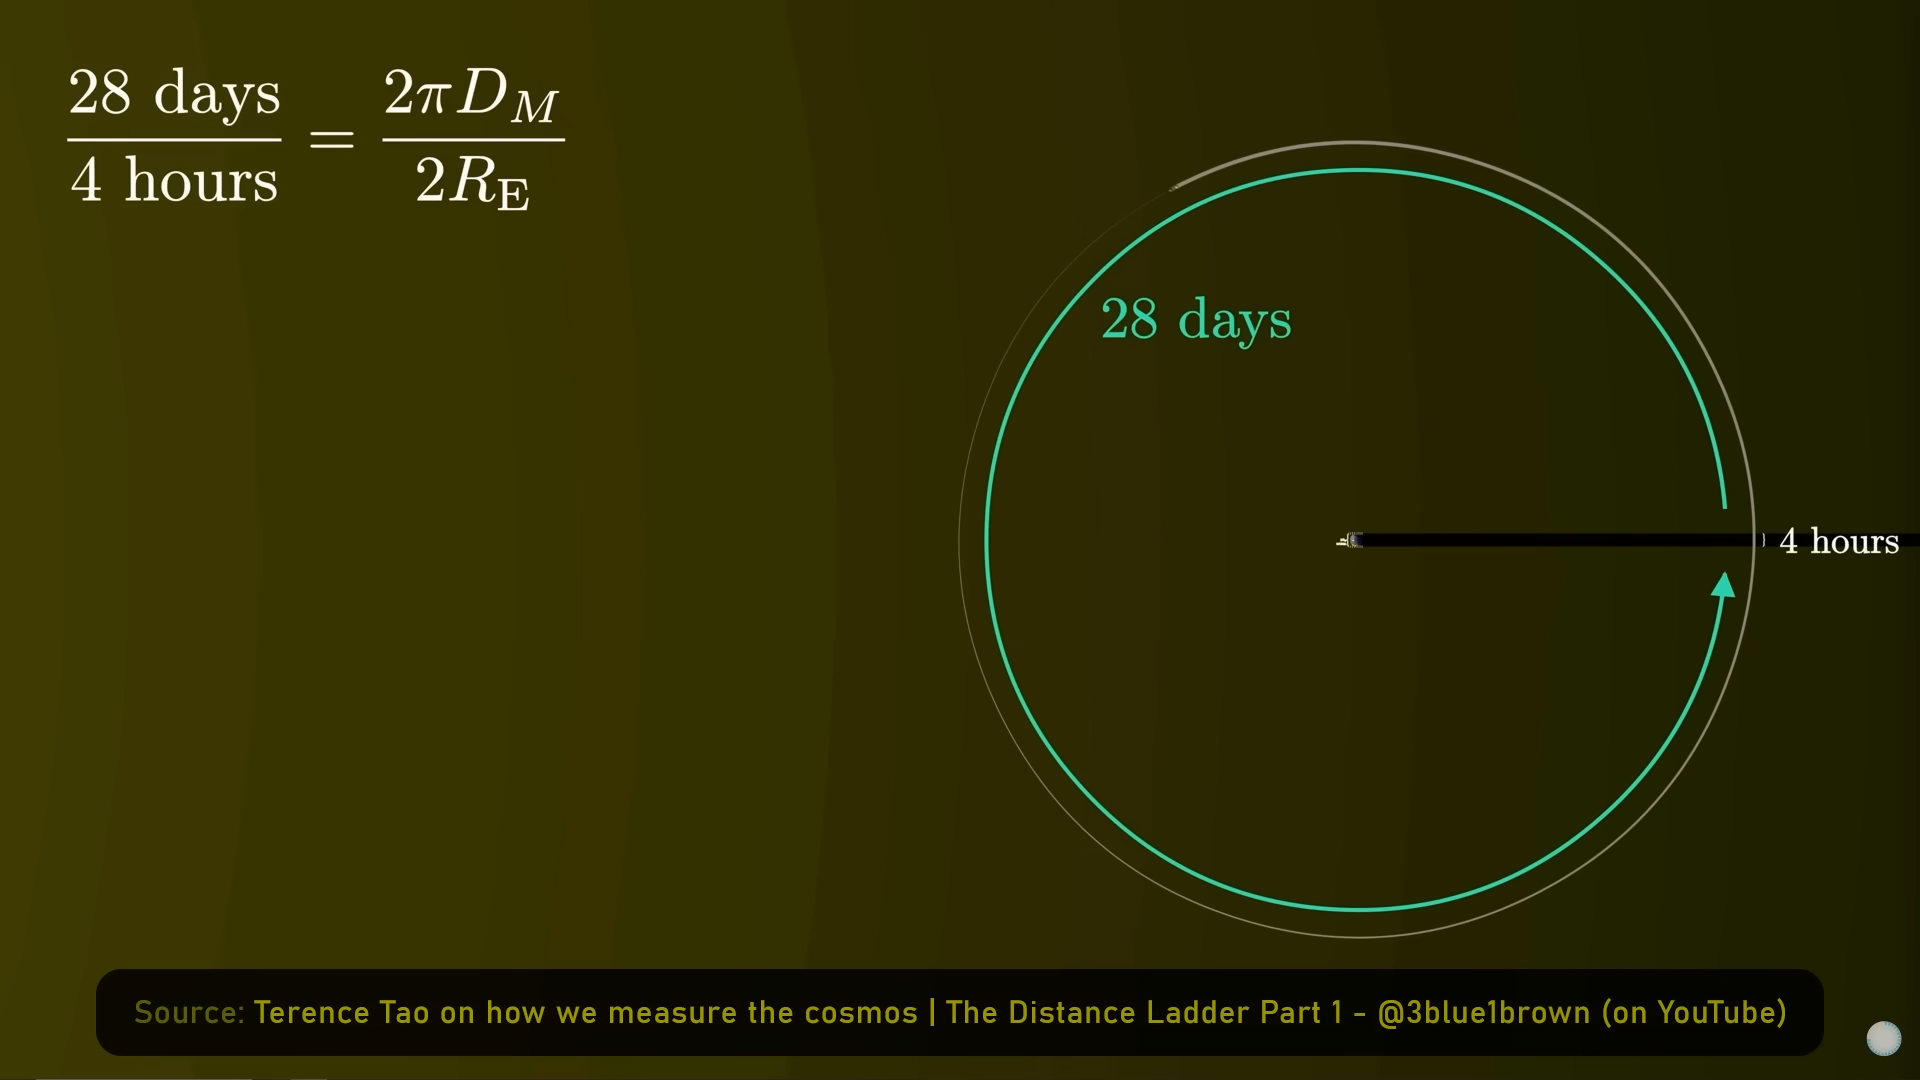 28 days / 4 hours = 2πD_M / 2R_E
28 days
4 hours
Source: Terence Tao on how we measure the cosmos | The Distance Ladder Part 1 - @3blue1brown (on YouTube)